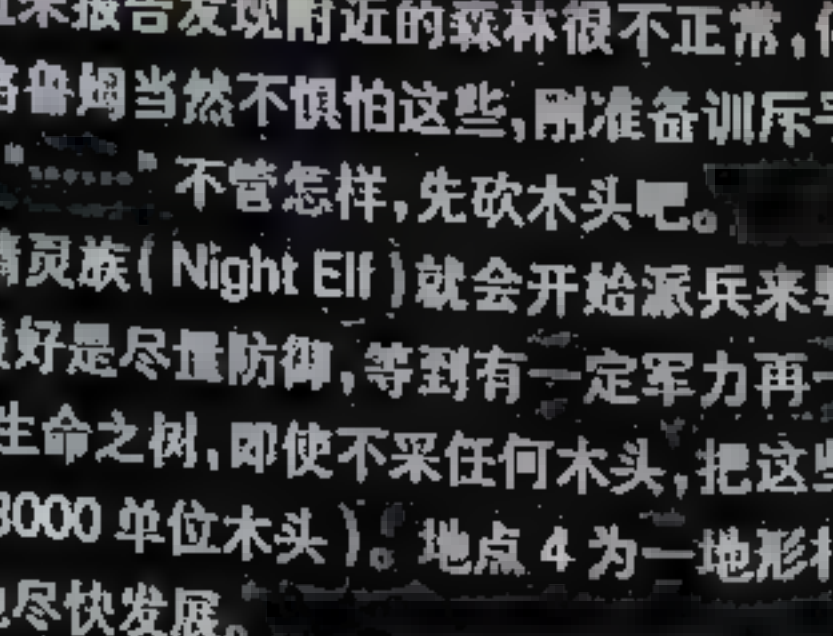 来报告发现附近的森林很不正常,
鲁姆当然不惧怕这些,刚准备训斥
"……" 不管怎样,先砍木头吧。
灵族( Night Elf )就会开始派兵来
好是尽量防御,等到有一定军力再一
生命之树,即使不采任何木头,把这些
3000 单位木头)。地点 4 为一地形
尽快发展。